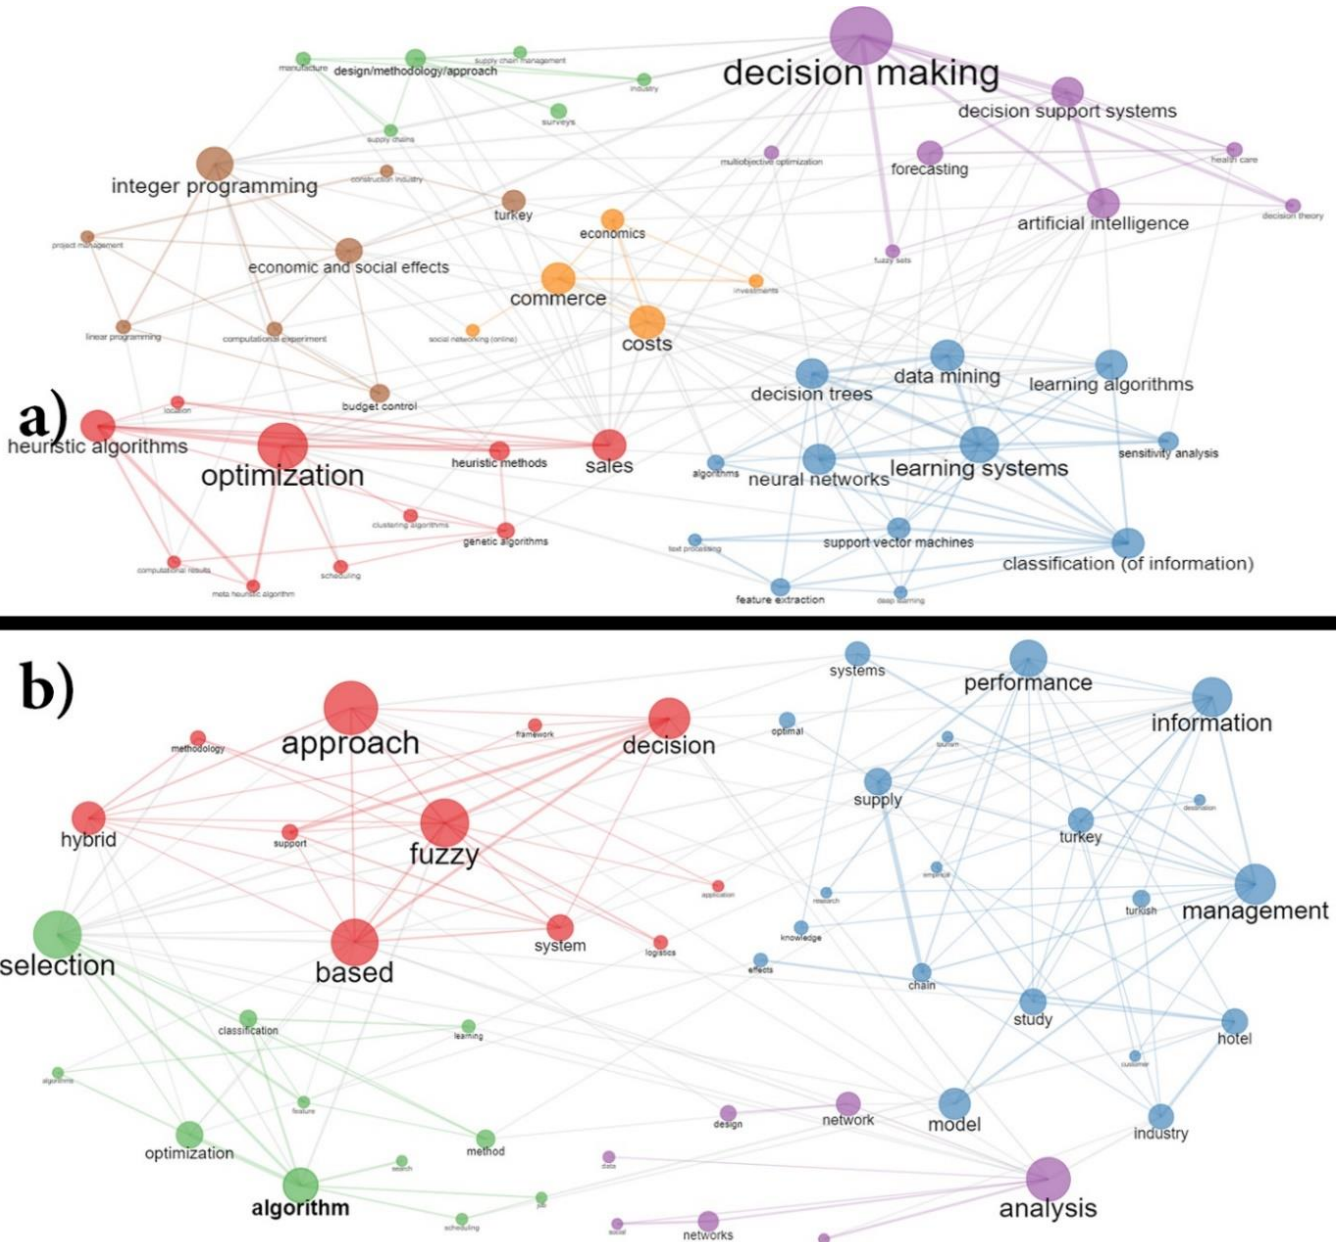 decision making
supply chain management
manufacture
design/methodology/approach
industry
decision support systems
surveys
supply chains
multiobjective optimization
forecasting
health care
integer programming
construction industry
turkey
artificial intelligence
decision theory
economics
project management
economic and social effects
fuzzy sets
commerce
investments
linear programming
computational experiment
social networking (online)
costs
decision trees
data mining
learning algorithms
budget control
location
a)
heuristic algorithms
optimization
heuristic methods
sales
algorithms
neural networks
learning systems
sensitivity analysis
clustering algorithms
genetic algorithms
text processing
support vector machines
classification (of information)
computational results
scheduling
meta heuristic algorithm
feature extraction
deep learning
b)
systems
performance
information
approach
methodology
framework
decision
optimal
tourism
supply
destination
hybrid
support
fuzzy
turkey
empirical
application
research
turkish
management
selection
based
system
logistics
knowledge
effects
chain
classification
learning
study
hotel
algorithms
customer
feature
design
network
model
industry
optimization
method
search
data
algorithm
job
scheduling
social
networks
analysis